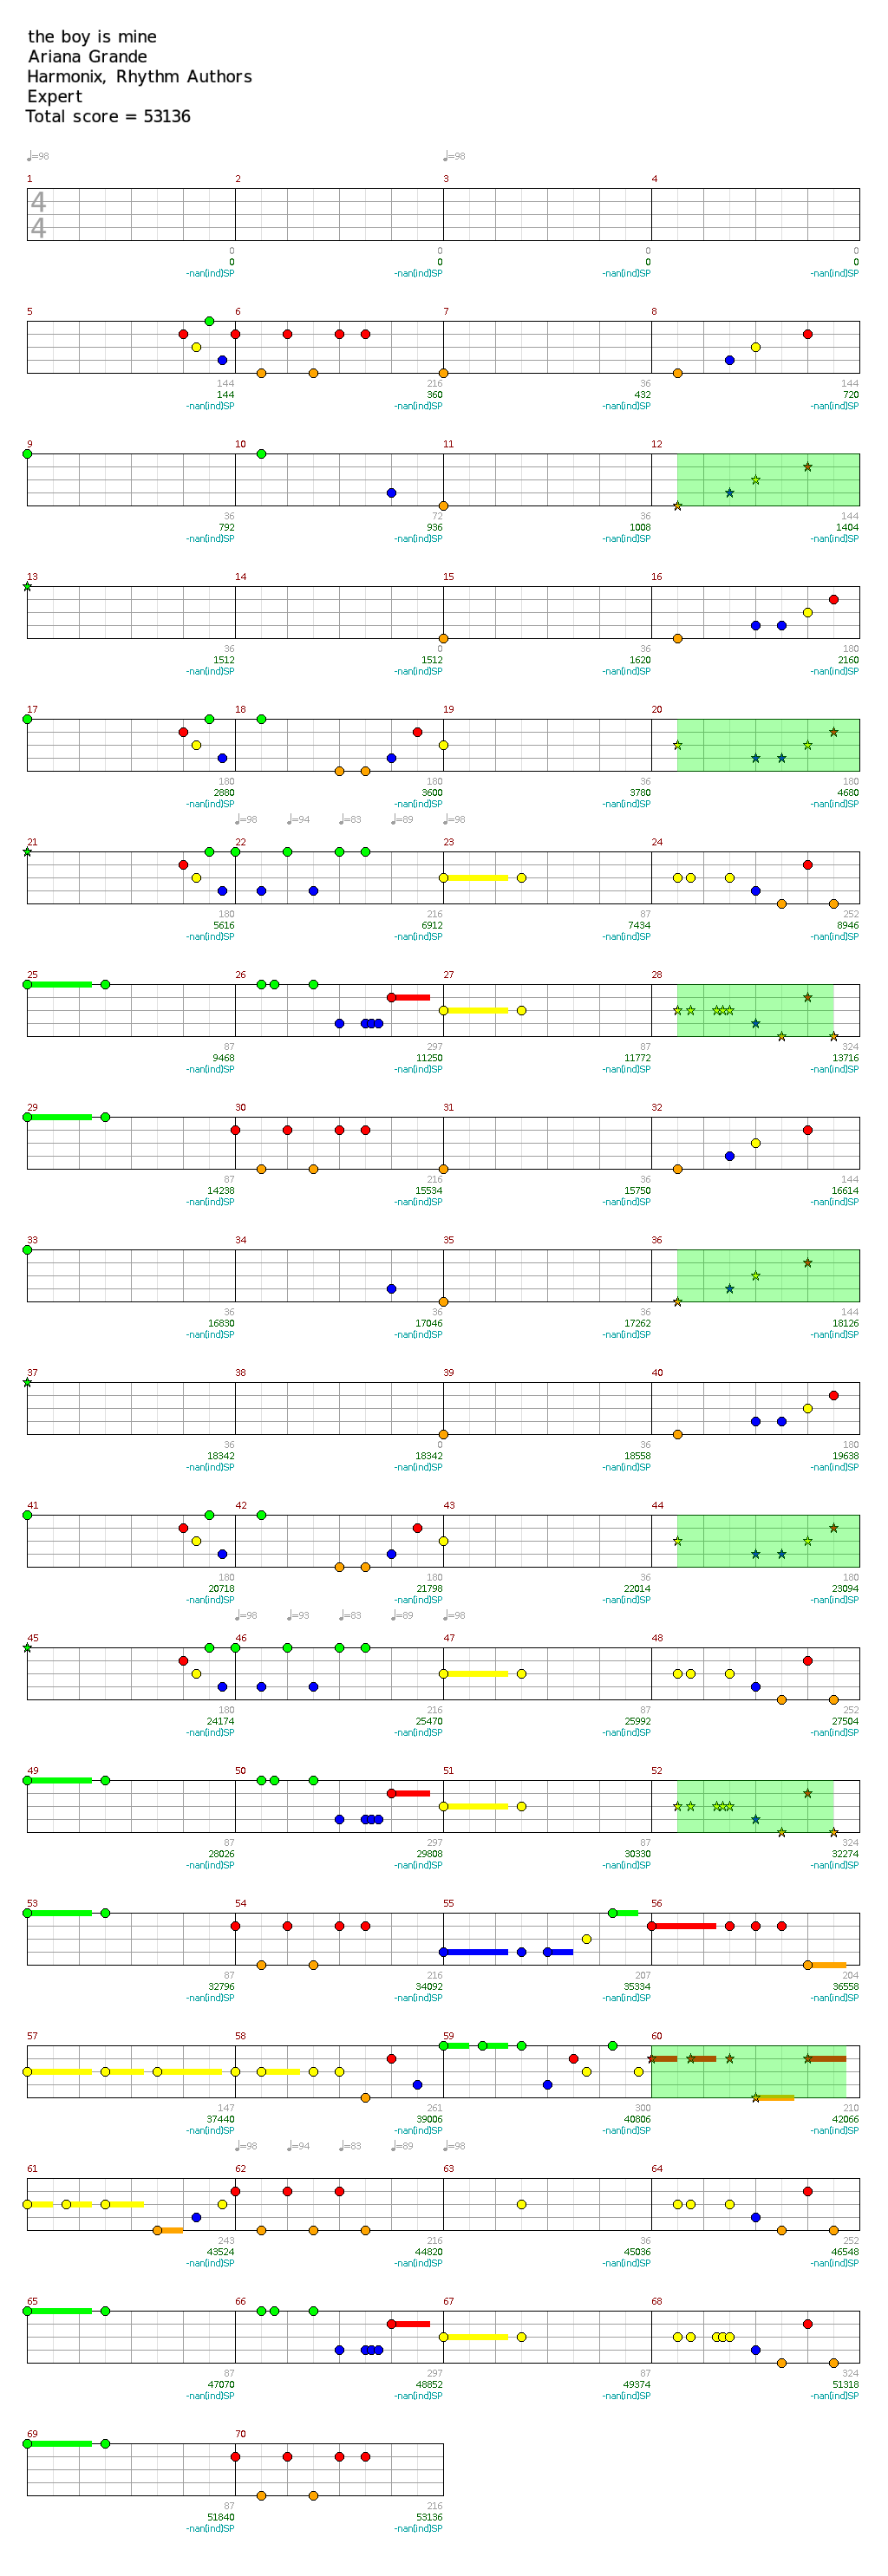 the boy is mine
Ariana Grande
Harmonix, Rhythm Authors
Expert
Total score = 53136
♩=98 ♩=98
1 2 3 4
4
4
0 0 0 0
0 0 0 0
-nan(ind)SP -nan(ind)SP -nan(ind)SP -nan(ind)SP
5 6 7 8
144 216 36 144
144 360 432 720
-nan(ind)SP -nan(ind)SP -nan(ind)SP -nan(ind)SP
9 10 11 12
36 72 36 144
792 936 1008 1404
-nan(ind)SP -nan(ind)SP -nan(ind)SP -nan(ind)SP
13 14 15 16
36 0 36 180
1512 1512 1620 2160
-nan(ind)SP -nan(ind)SP -nan(ind)SP -nan(ind)SP
17 18 19 20
180 180 36 180
2880 3600 3780 4680
-nan(ind)SP -nan(ind)SP -nan(ind)SP -nan(ind)SP
♩=98 ♩=94 ♩=83 ♩=89 ♩=98
21 22 23 24
180 216 87 252
5616 6912 7434 8946
-nan(ind)SP -nan(ind)SP -nan(ind)SP -nan(ind)SP
25 26 27 28
87 297 87 324
9468 11250 11772 13716
-nan(ind)SP -nan(ind)SP -nan(ind)SP -nan(ind)SP
29 30 31 32
87 216 36 144
14238 15534 15750 16614
-nan(ind)SP -nan(ind)SP -nan(ind)SP -nan(ind)SP
33 34 35 36
36 36 36 144
16830 17046 17262 18126
-nan(ind)SP -nan(ind)SP -nan(ind)SP -nan(ind)SP
37 38 39 40
36 0 36 180
18342 18342 18558 19638
-nan(ind)SP -nan(ind)SP -nan(ind)SP -nan(ind)SP
41 42 43 44
180 180 36 180
20718 21798 22014 23094
-nan(ind)SP -nan(ind)SP -nan(ind)SP -nan(ind)SP
♩=98 ♩=93 ♩=83 ♩=89 ♩=98
45 46 47 48
180 216 87 252
24174 25470 25992 27504
-nan(ind)SP -nan(ind)SP -nan(ind)SP -nan(ind)SP
49 50 51 52
87 297 87 324
28026 29808 30330 32274
-nan(ind)SP -nan(ind)SP -nan(ind)SP -nan(ind)SP
53 54 55 56
87 216 207 204
32796 34092 35334 36558
-nan(ind)SP -nan(ind)SP -nan(ind)SP -nan(ind)SP
57 58 59 60
147 261 300 210
37440 39006 40806 42066
-nan(ind)SP -nan(ind)SP -nan(ind)SP -nan(ind)SP
♩=98 ♩=94 ♩=83 ♩=89 ♩=98
61 62 63 64
243 216 36 252
43524 44820 45036 46548
-nan(ind)SP -nan(ind)SP -nan(ind)SP -nan(ind)SP
65 66 67 68
87 297 87 324
47070 48852 49374 51318
-nan(ind)SP -nan(ind)SP -nan(ind)SP -nan(ind)SP
69 70
87 216
51840 53136
-nan(ind)SP -nan(ind)SP